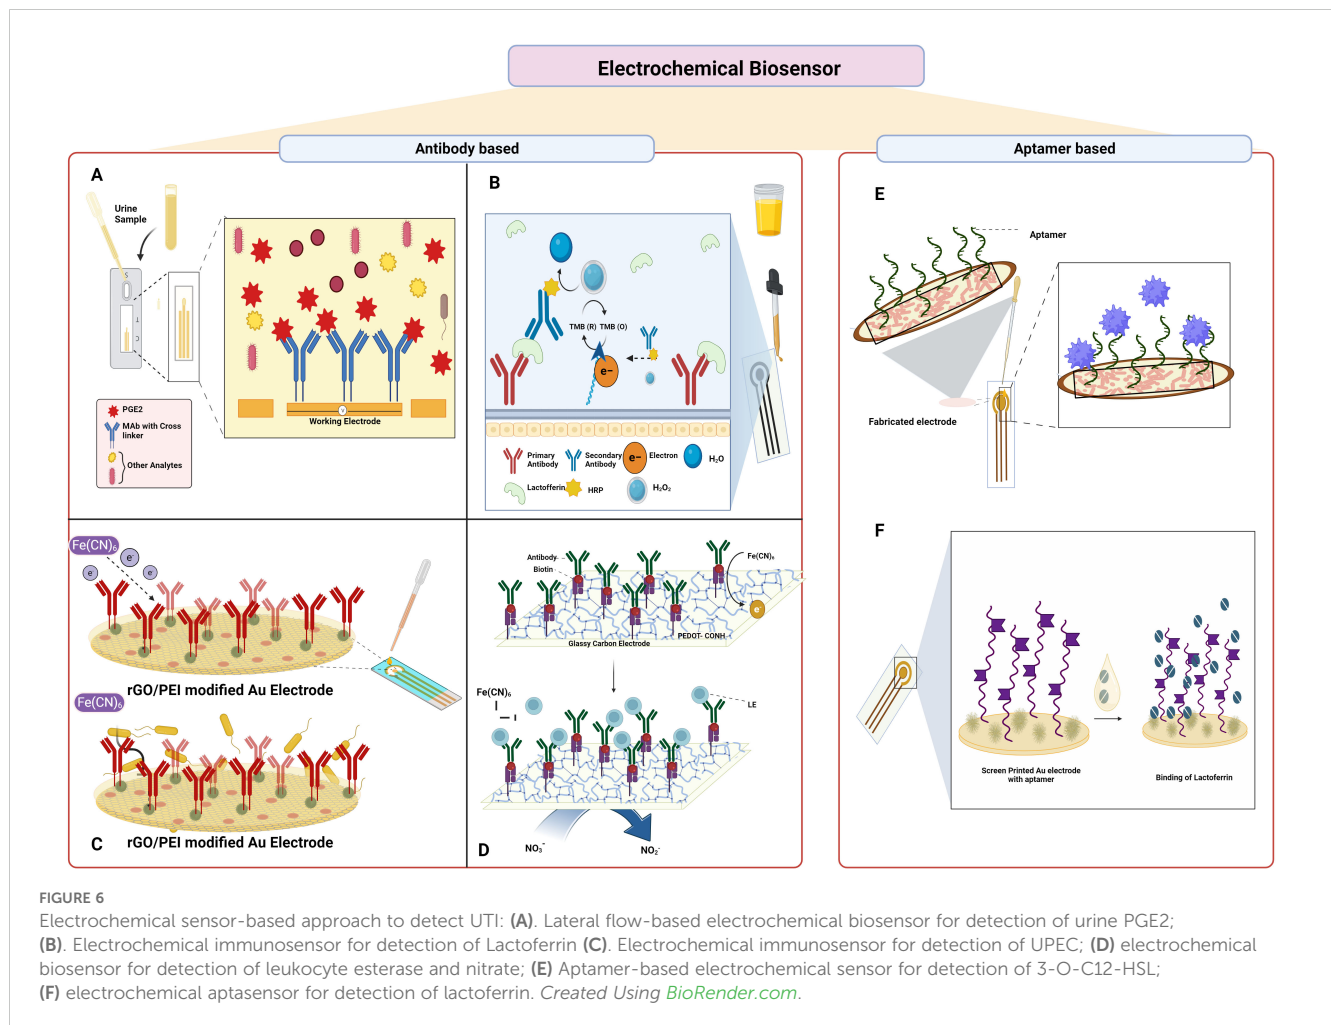 Electrochemical Biosensor
Antibody based
Aptamer based
A
Urine
Sample
S
T
C
PGE2
MAb with Cross
linker
Other Analytes
V
Working Electrode
B
TMB (R) TMB (O)
e−
Primary
Antibody
Secondary
Antibody
e−
Electron
H₂O
Lactoferrin
HRP
H₂O₂
Fe(CN)₆
e⁻
e⁻
e⁻
rGO/PEI modified Au Electrode
Fe(CN)₆
rGO/PEI modified Au Electrode
C
Antibody
Biotin
Fe(CN)₆
e⁻
PEDOT- CONH
Glassy Carbon Electrode
Fe(CN)₆
LE
NO₃⁻
NO₂⁻
D
E
Aptamer
Fabricated electrode
F
Screen Printed Au electrode
with aptamer
Binding of Lactoferrin
FIGURE 6
Electrochemical sensor-based approach to detect UTI: (A). Lateral flow-based electrochemical biosensor for detection of urine PGE2;
(B). Electrochemical immunosensor for detection of Lactoferrin (C). Electrochemical immunosensor for detection of UPEC; (D) electrochemical
biosensor for detection of leukocyte esterase and nitrate; (E) Aptamer-based electrochemical sensor for detection of 3-O-C12-HSL;
(F) electrochemical aptasensor for detection of lactoferrin. Created Using BioRender.com.